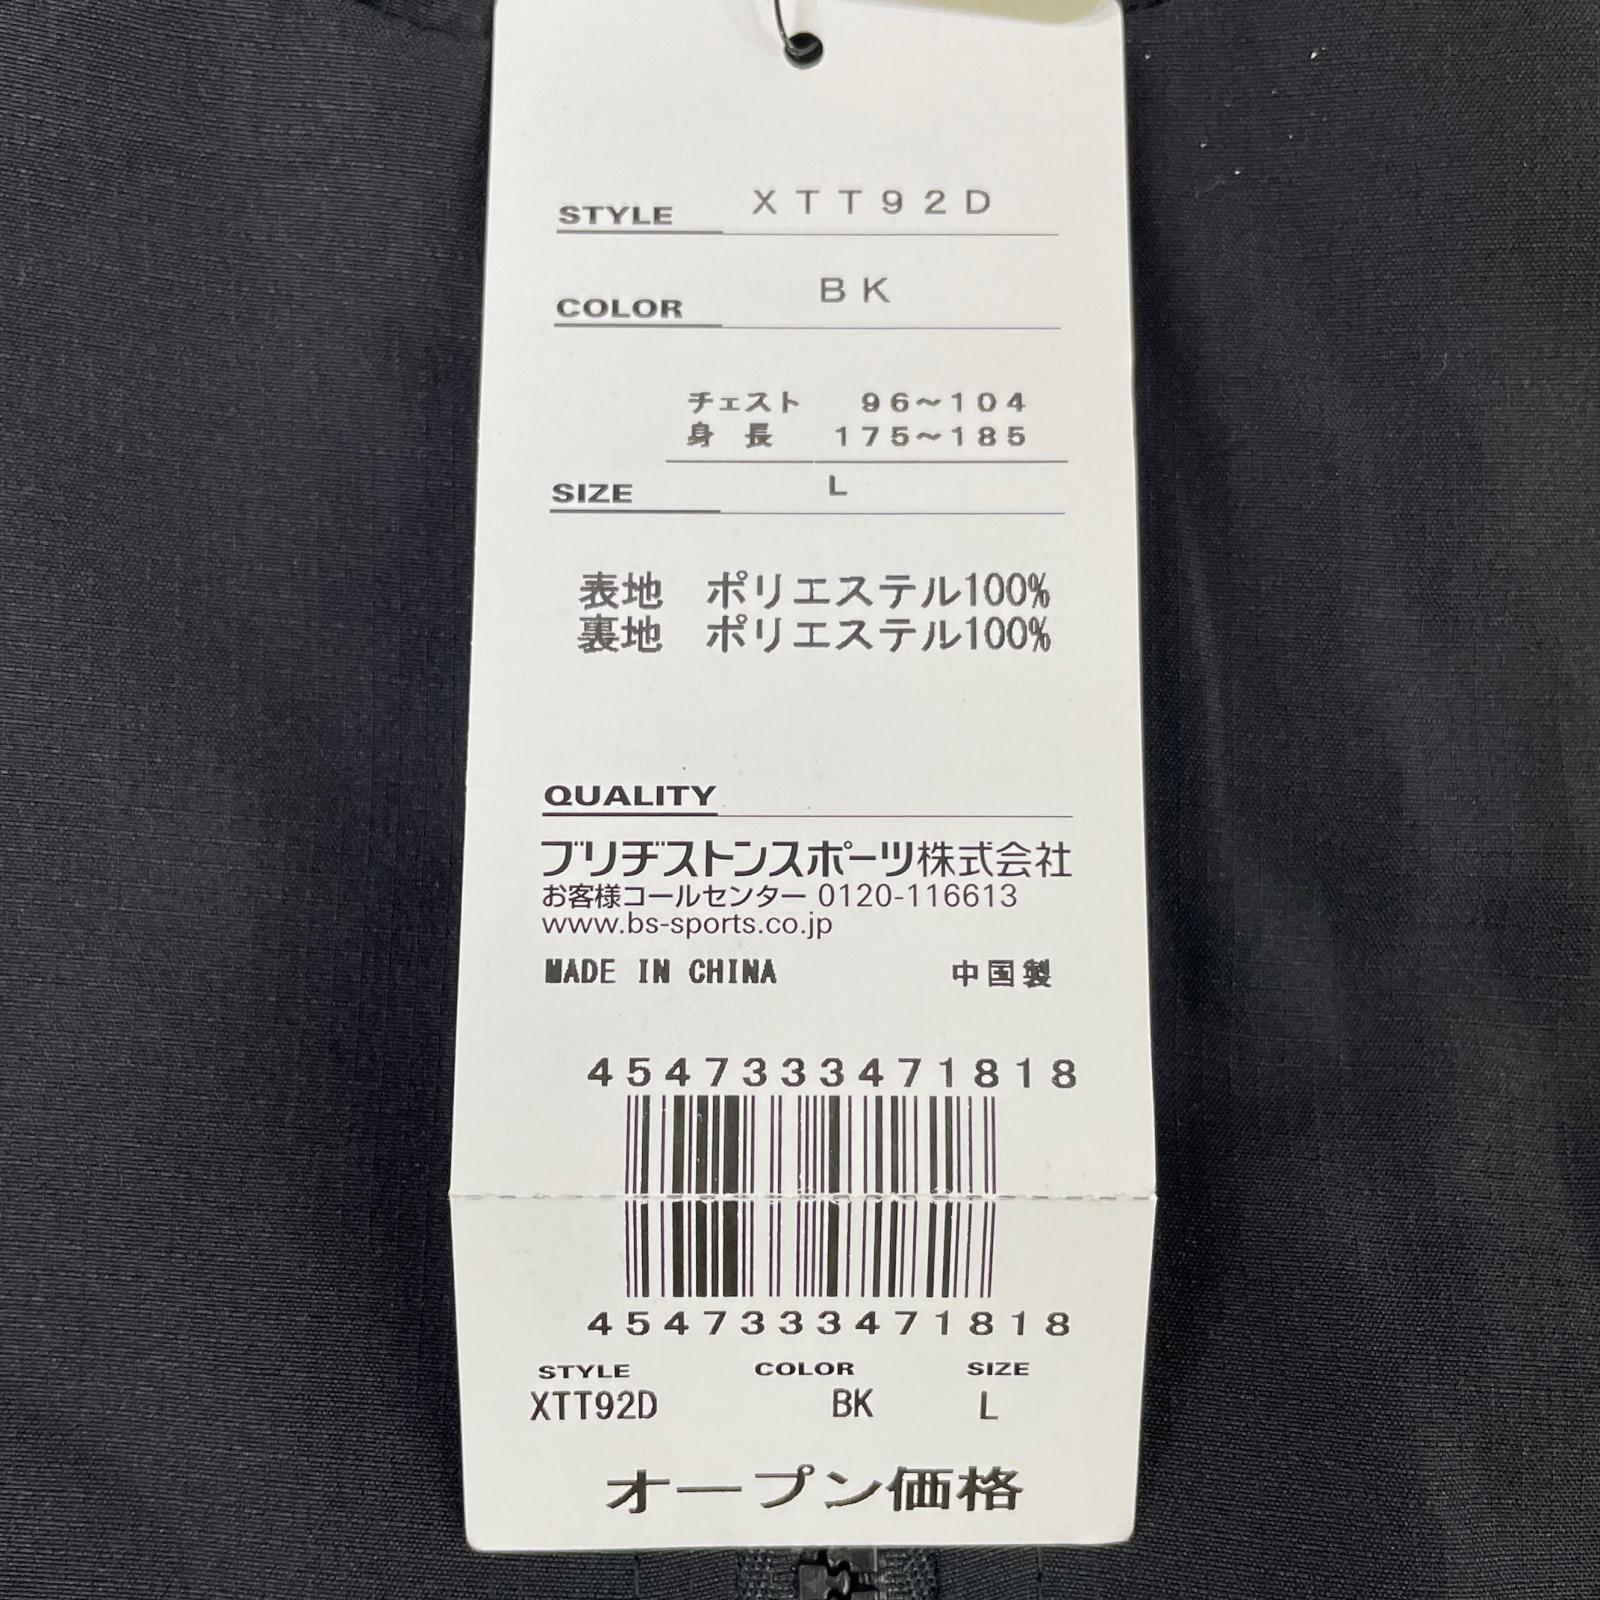 STYLE XTT92D
COLOR BK
チェスト 96～104
身 長 175～185
SIZE L
表地 ポリエステル100%
裏地 ポリエステル100%
QUALITY
ブリヂストンスポーツ株式会社
お客様コールセンター 0120-116613
www.bs-sports.co.jp
MADE IN CHINA 中国製
4547333471818
4547333471818
STYLE COLOR SIZE
XTT92D BK L
オープン価格